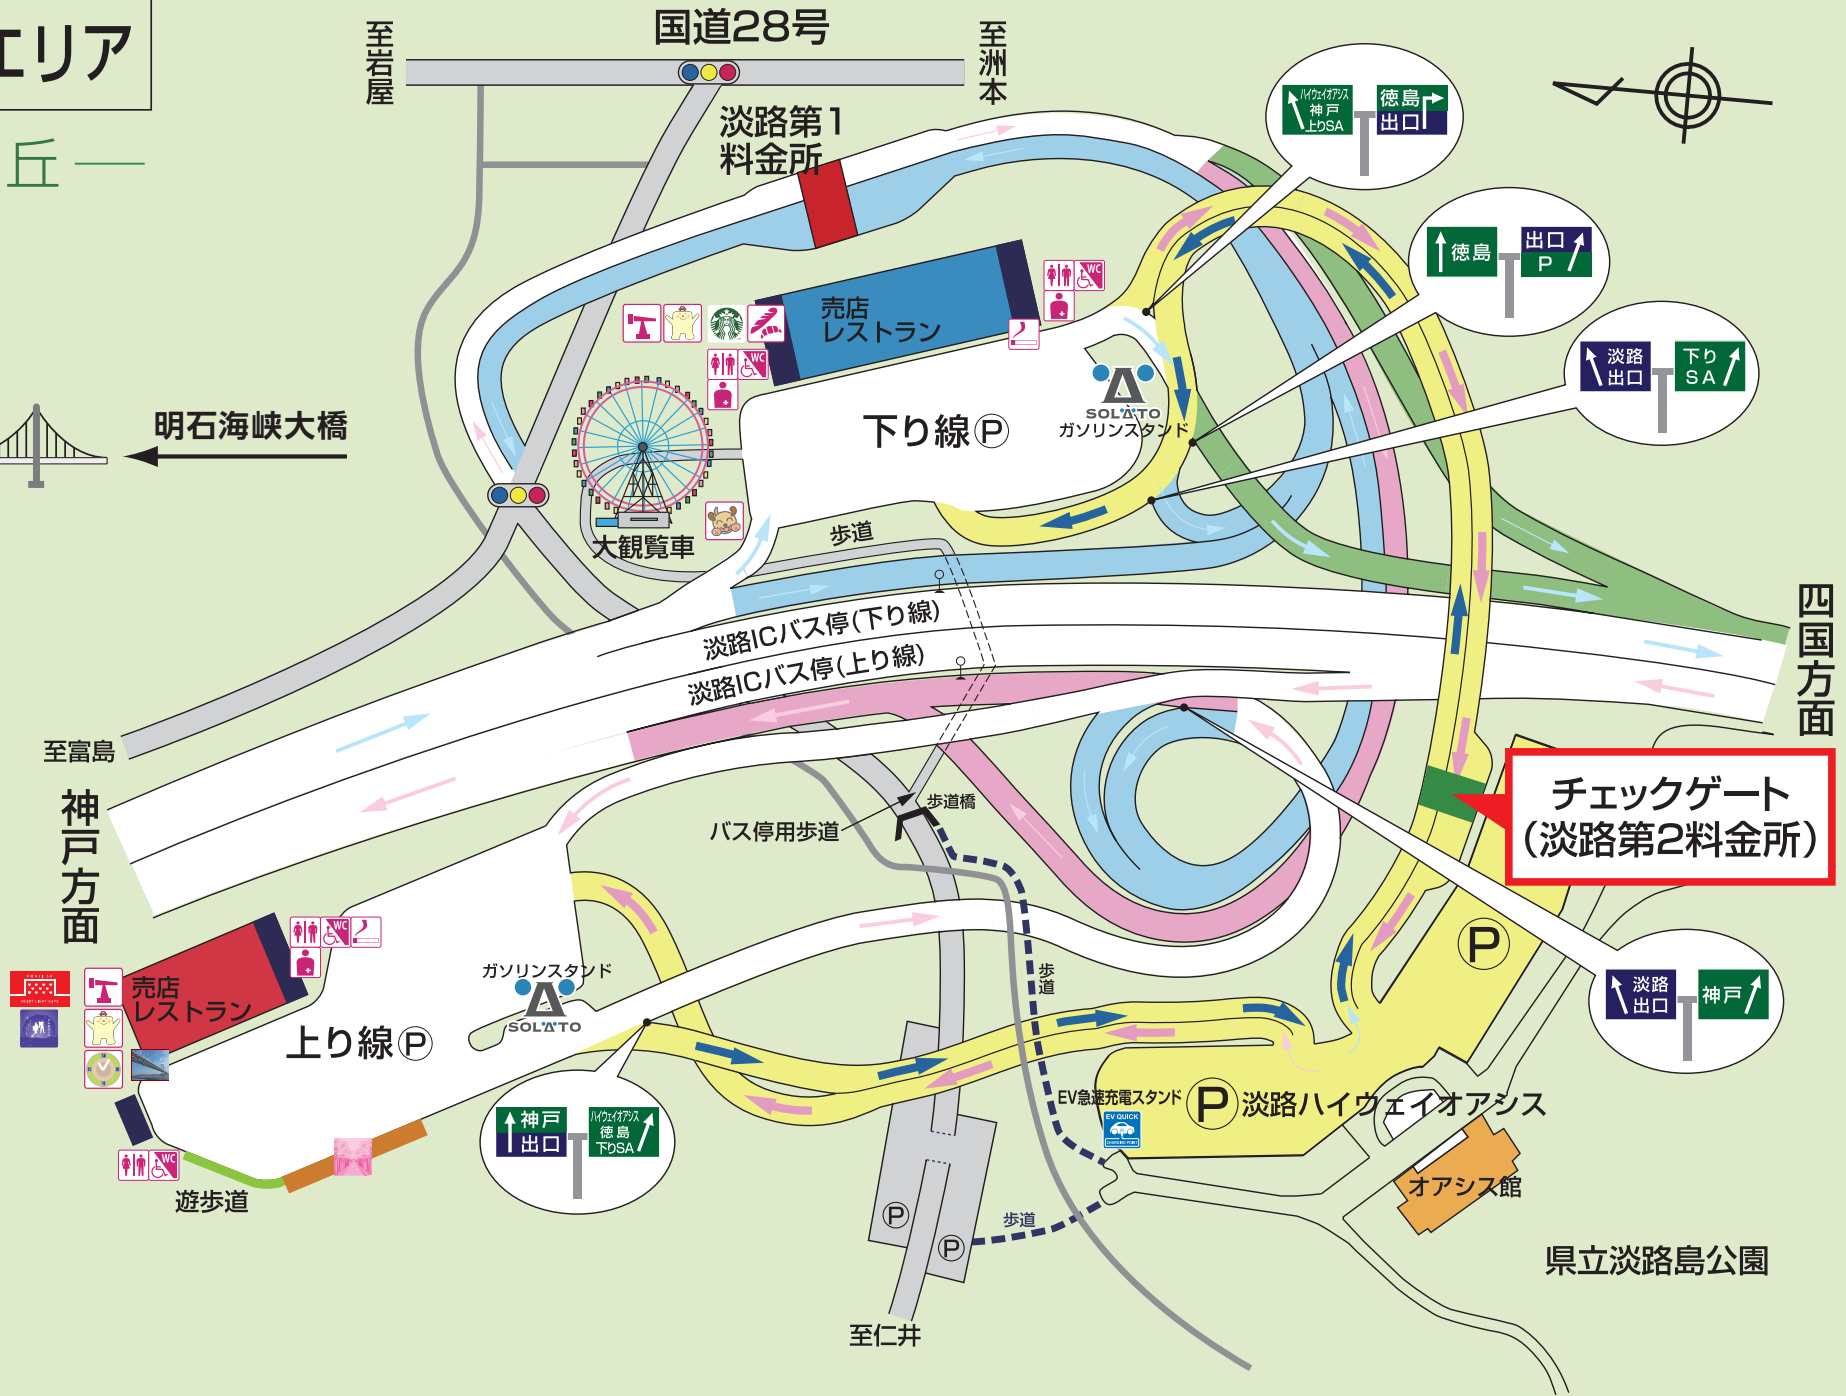 エリア
丘
国道28号
至岩屋
至洲本
淡路第1
料金所
ハイウェイオアシス
神戸
上りSA
徳島
出口
徳島
出口
P
淡路
出口
下り
SA
売店
レストラン
WC
WC
下り線 P
SOLATO
ガソリンスタンド
明石海峡大橋
大観覧車
歩道
淡路ICバス停(下り線)
淡路ICバス停(上り線)
四国方面
至富島
神戸方面
チェックゲート
(淡路第2料金所)
歩道橋
バス停用歩道
P
淡路
出口
神戸
歩道
WC
売店
レストラン
ガソリンスタンド
SOLATO
上り線 P
神戸
出口
ハイウェイオアシス
徳島
下りSA
EV急速充電スタンド
EV QUICK
CHARGING POINT
P 淡路ハイウェイオアシス
オアシス館
WC
遊歩道
P
P
歩道
県立淡路島公園
至仁井